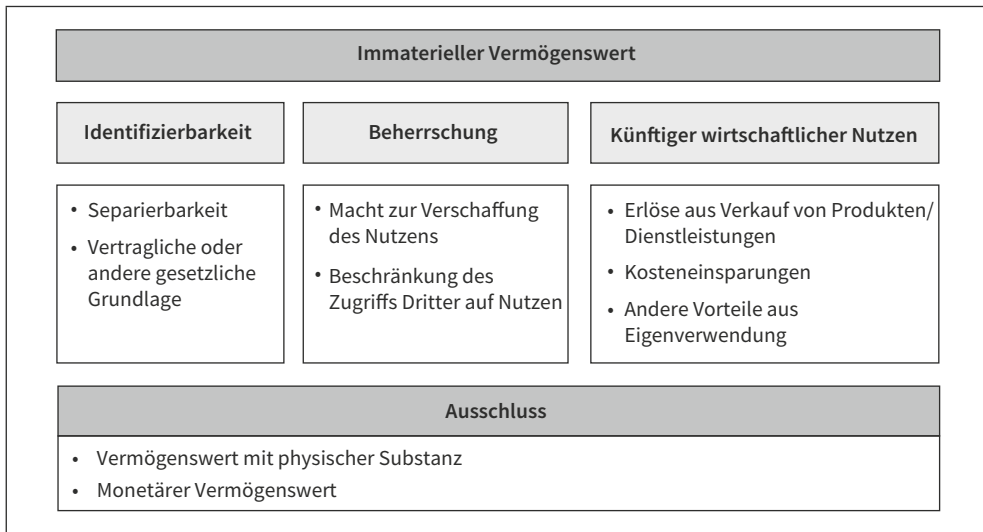 Immaterieller Vermögenswert
Identifizierbarkeit
• Separierbarkeit
• Vertragliche oder
andere gesetzliche
Grundlage
Beherrschung
• Macht zur Verschaffung
des Nutzens
• Beschränkung des
Zugriffs Dritter auf Nutzen
Künftiger wirtschaftlicher Nutzen
• Erlöse aus Verkauf von Produkten/
Dienstleistungen
• Kosteneinsparungen
• Andere Vorteile aus
Eigenverwendung
Ausschluss
• Vermögenswert mit physischer Substanz
• Monetärer Vermögenswert